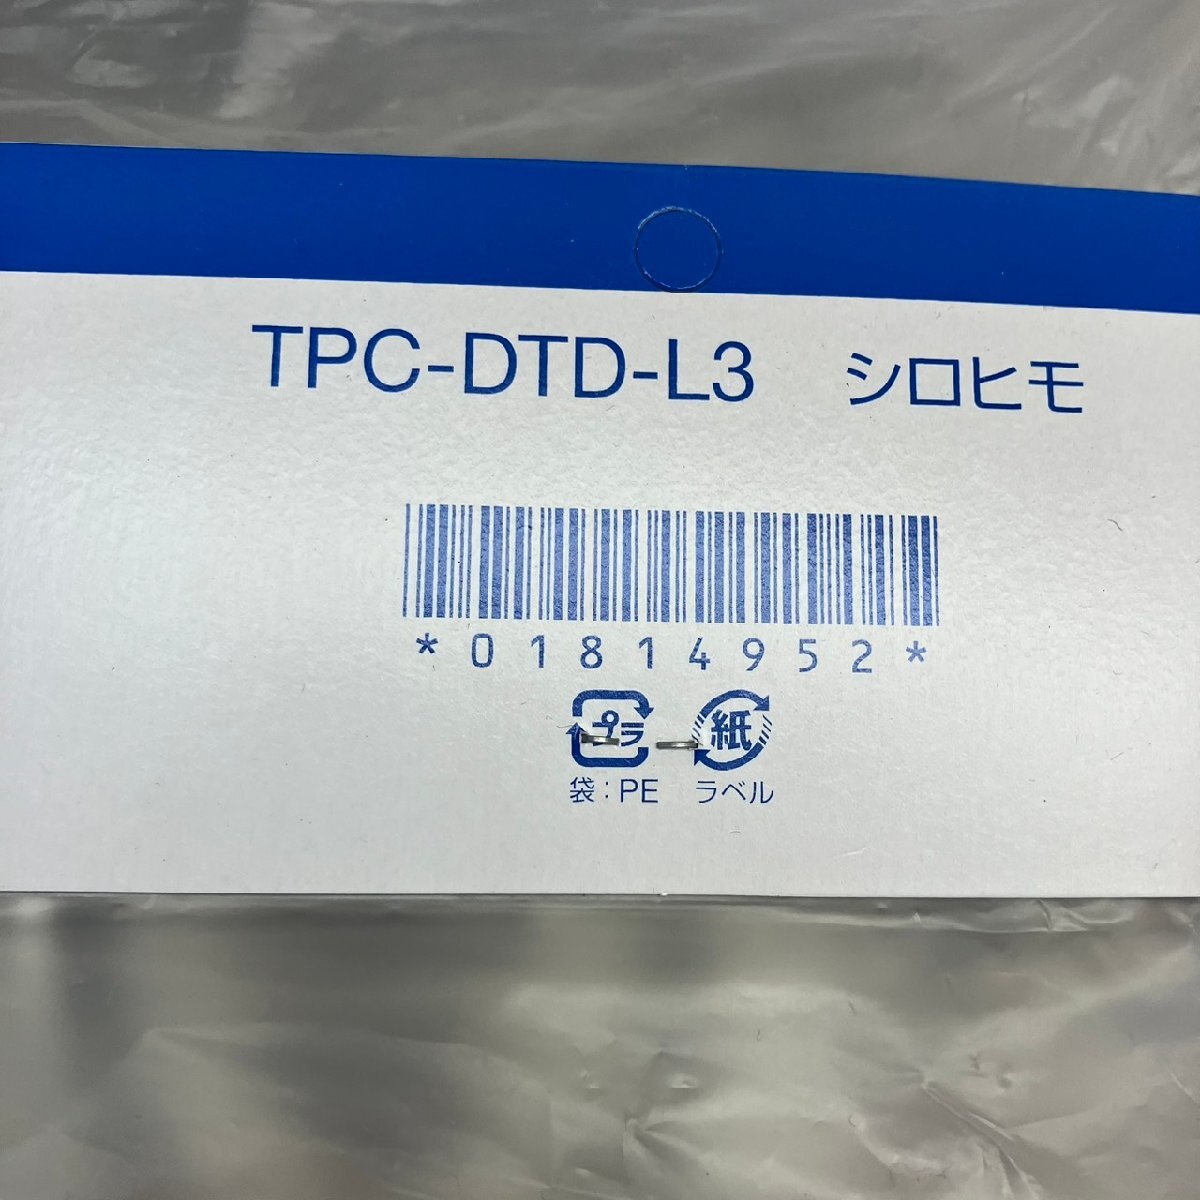 TPC-DTD-L3 シロヒモ
*01814952*
プラ 紙
袋：PE ラベル